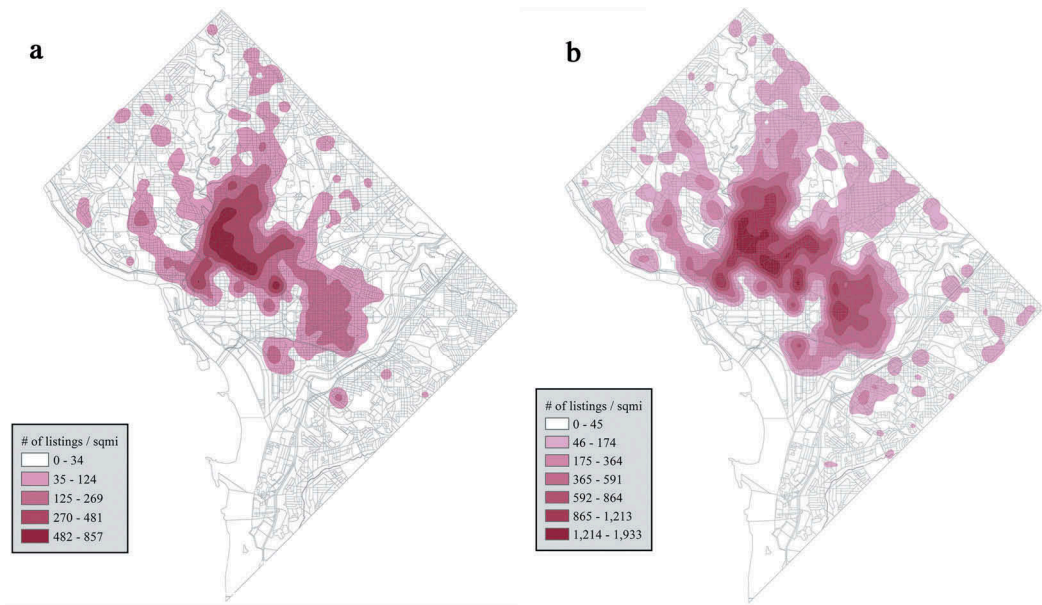 a
# of listings / sqmi
0 - 34
35 - 124
125 - 269
270 - 481
482 - 857
b
# of listings / sqmi
0 - 45
46 - 174
175 - 364
365 - 591
592 - 864
865 - 1,213
1,214 - 1,933